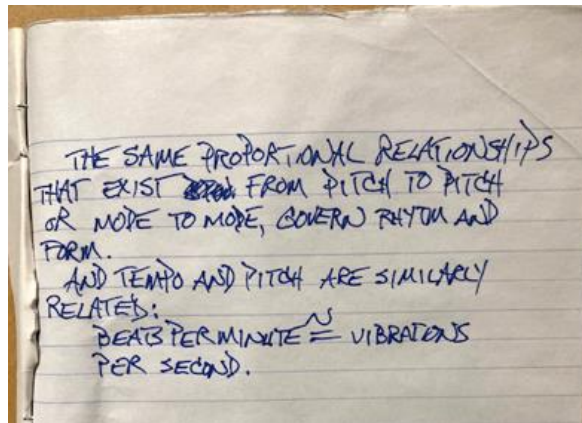 THE SAME PROPORTIONAL RELATIONSHIPS
THAT EXIST FROM PITCH TO PITCH
OR MODE TO MODE, GOVERN RHYTM AND
FORM.
AND TEMPO AND PITCH ARE SIMILARLY
RELATED:
BEATS PER MINUTE ≅ VIBRATIONS
PER SECOND.